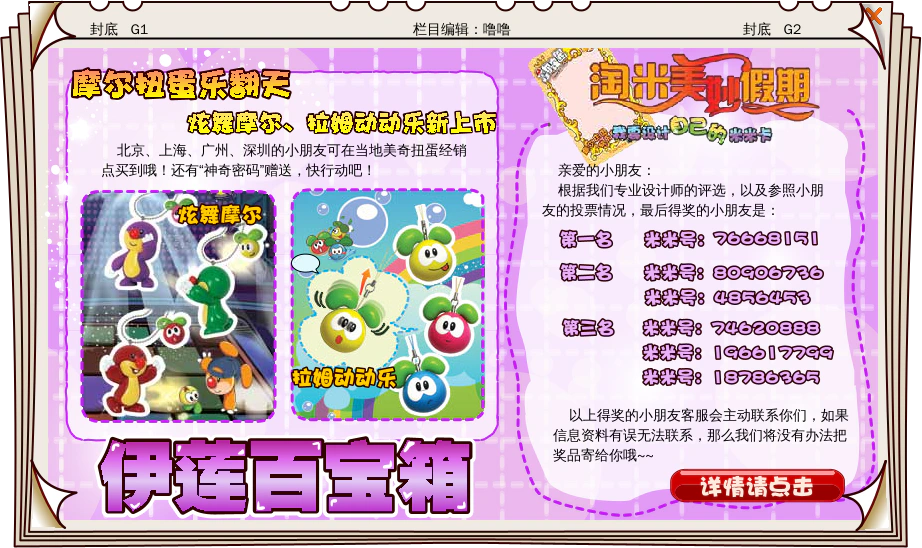 封底 G1
栏目编辑：噜噜
封底 G2
摩尔扭蛋乐翻天
炫舞摩尔、拉姆动动乐新上市
北京、上海、广州、深圳的小朋友可在当地美奇扭蛋经销
点买到哦！还有“神奇密码”赠送，快行动吧！
炫舞摩尔
拉姆动动乐
伊莲百宝箱
淘米美妙假期
我要设计自己的米米卡
亲爱的小朋友：
根据我们专业设计师的评选，以及参照小朋
友的投票情况，最后得奖的小朋友是：
第一名 米米号：76668151
第二名 米米号：80906736
米米号：4856453
第三名 米米号：74620888
米米号：196617799
米米号：18786365
以上得奖的小朋友客服会主动联系你们，如果
信息资料有误无法联系，那么我们将没有办法把
奖品寄给你哦~~
详情请点击